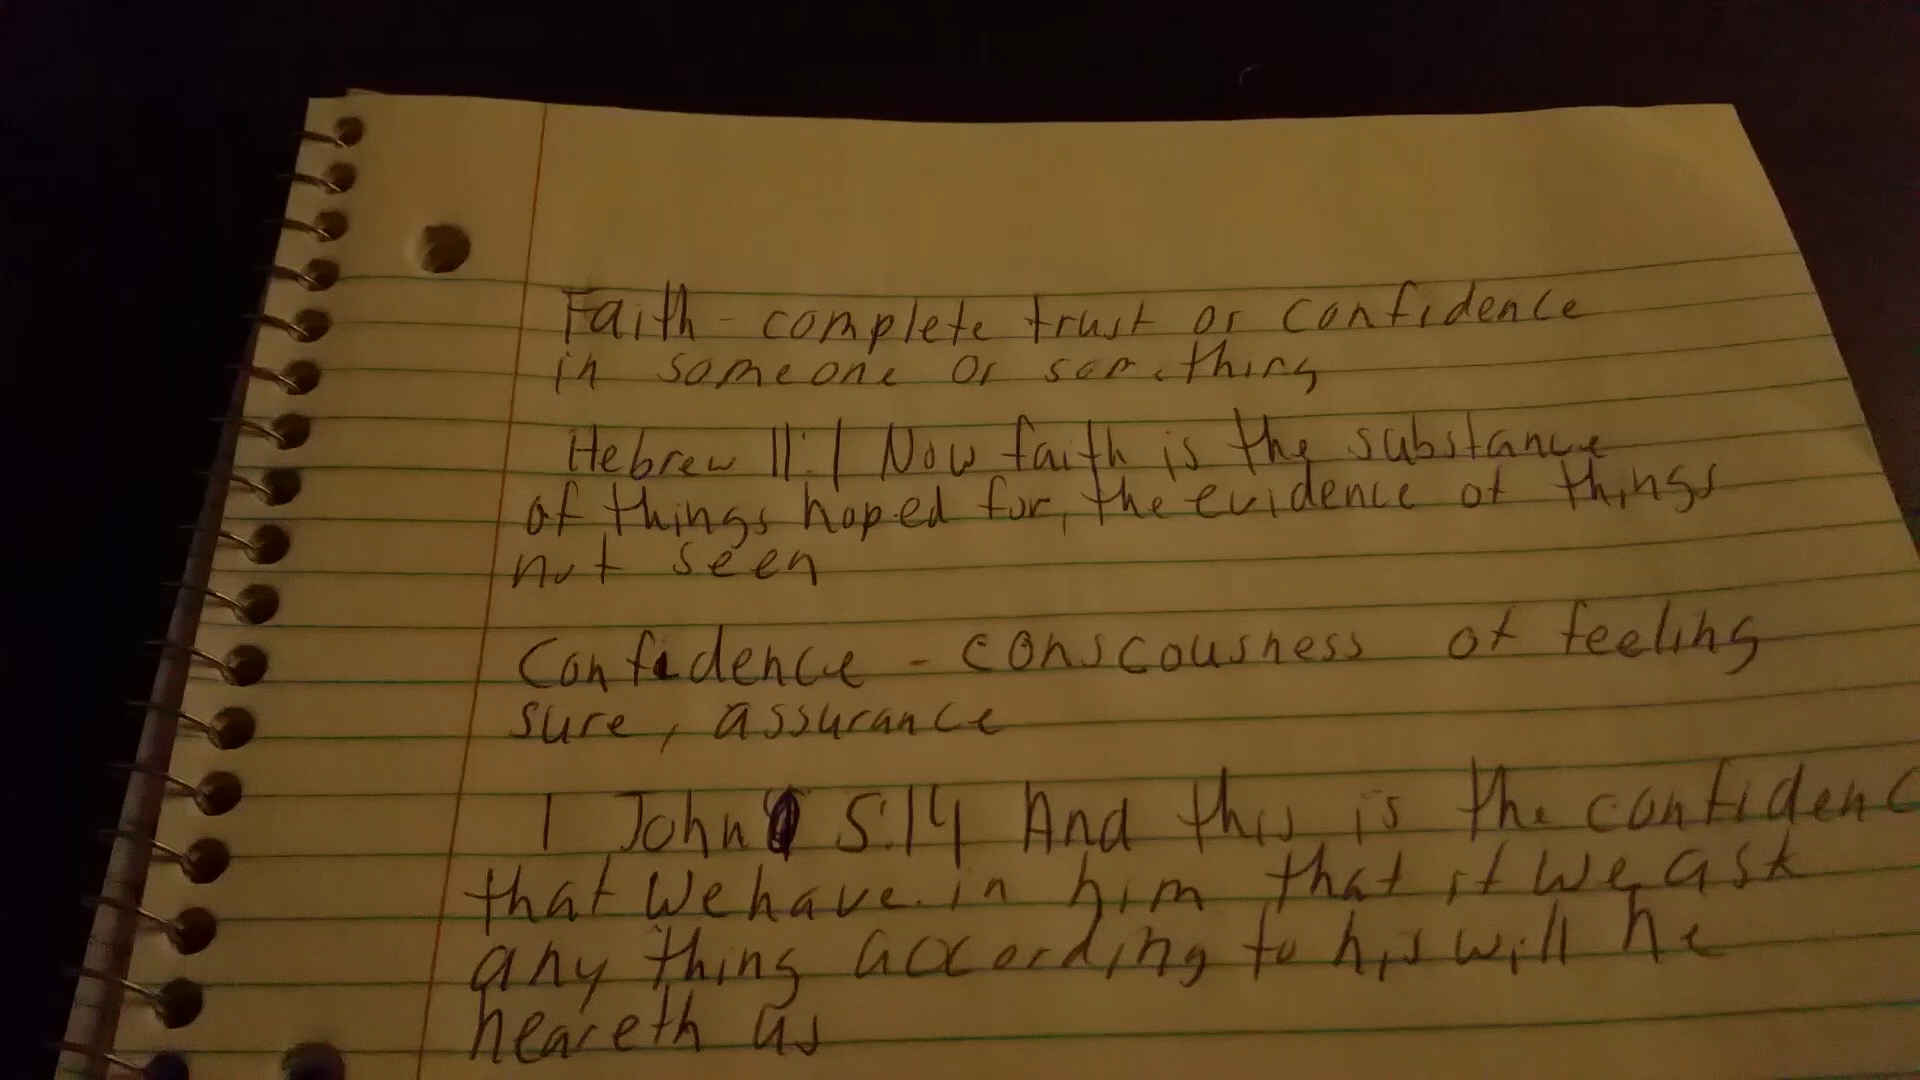 Faith - complete trust or confidence
in someone or something
Hebrew 11:1 Now faith is the substance
of things hoped for, the evidence of things
not seen
Confidence - conscousness of feeling
sure, assurance
1 John 5:14 And this is the confidenc
that we have in him that if we ask
any thing according to his will he
heareth us